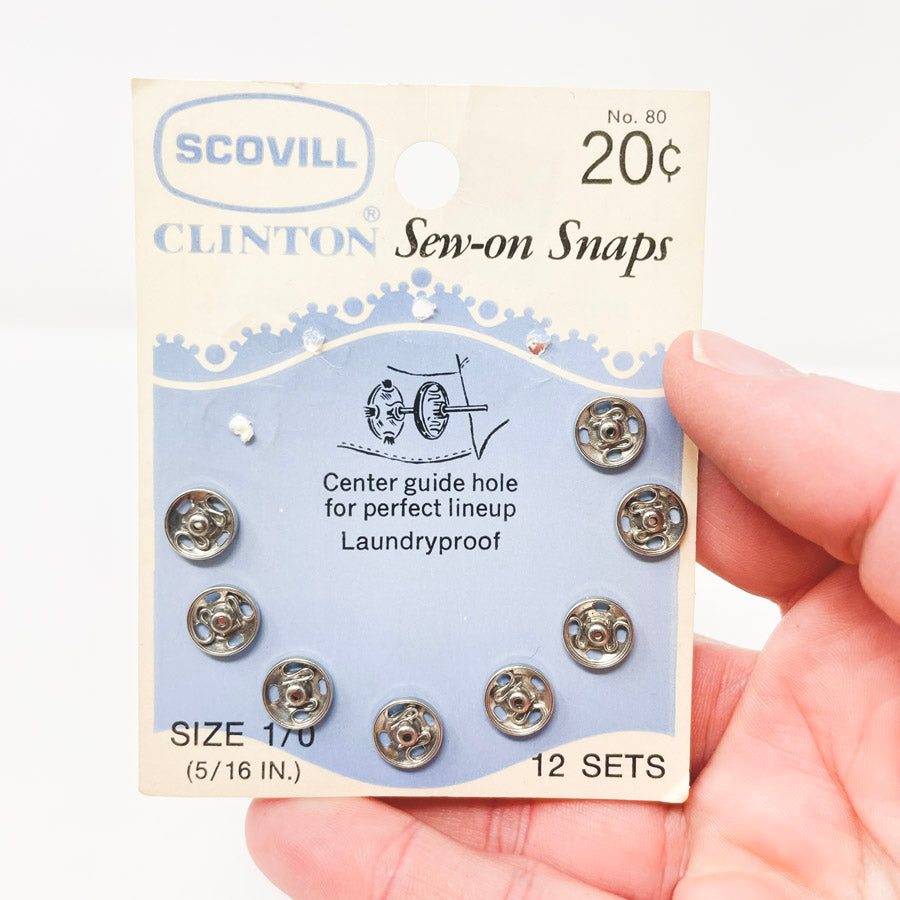 SCOVILL
No. 80
20¢
CLINTON® Sew-on Snaps
Center guide hole
for perfect lineup
Laundryproof
SIZE 1/0
(5/16 IN.)
12 SETS